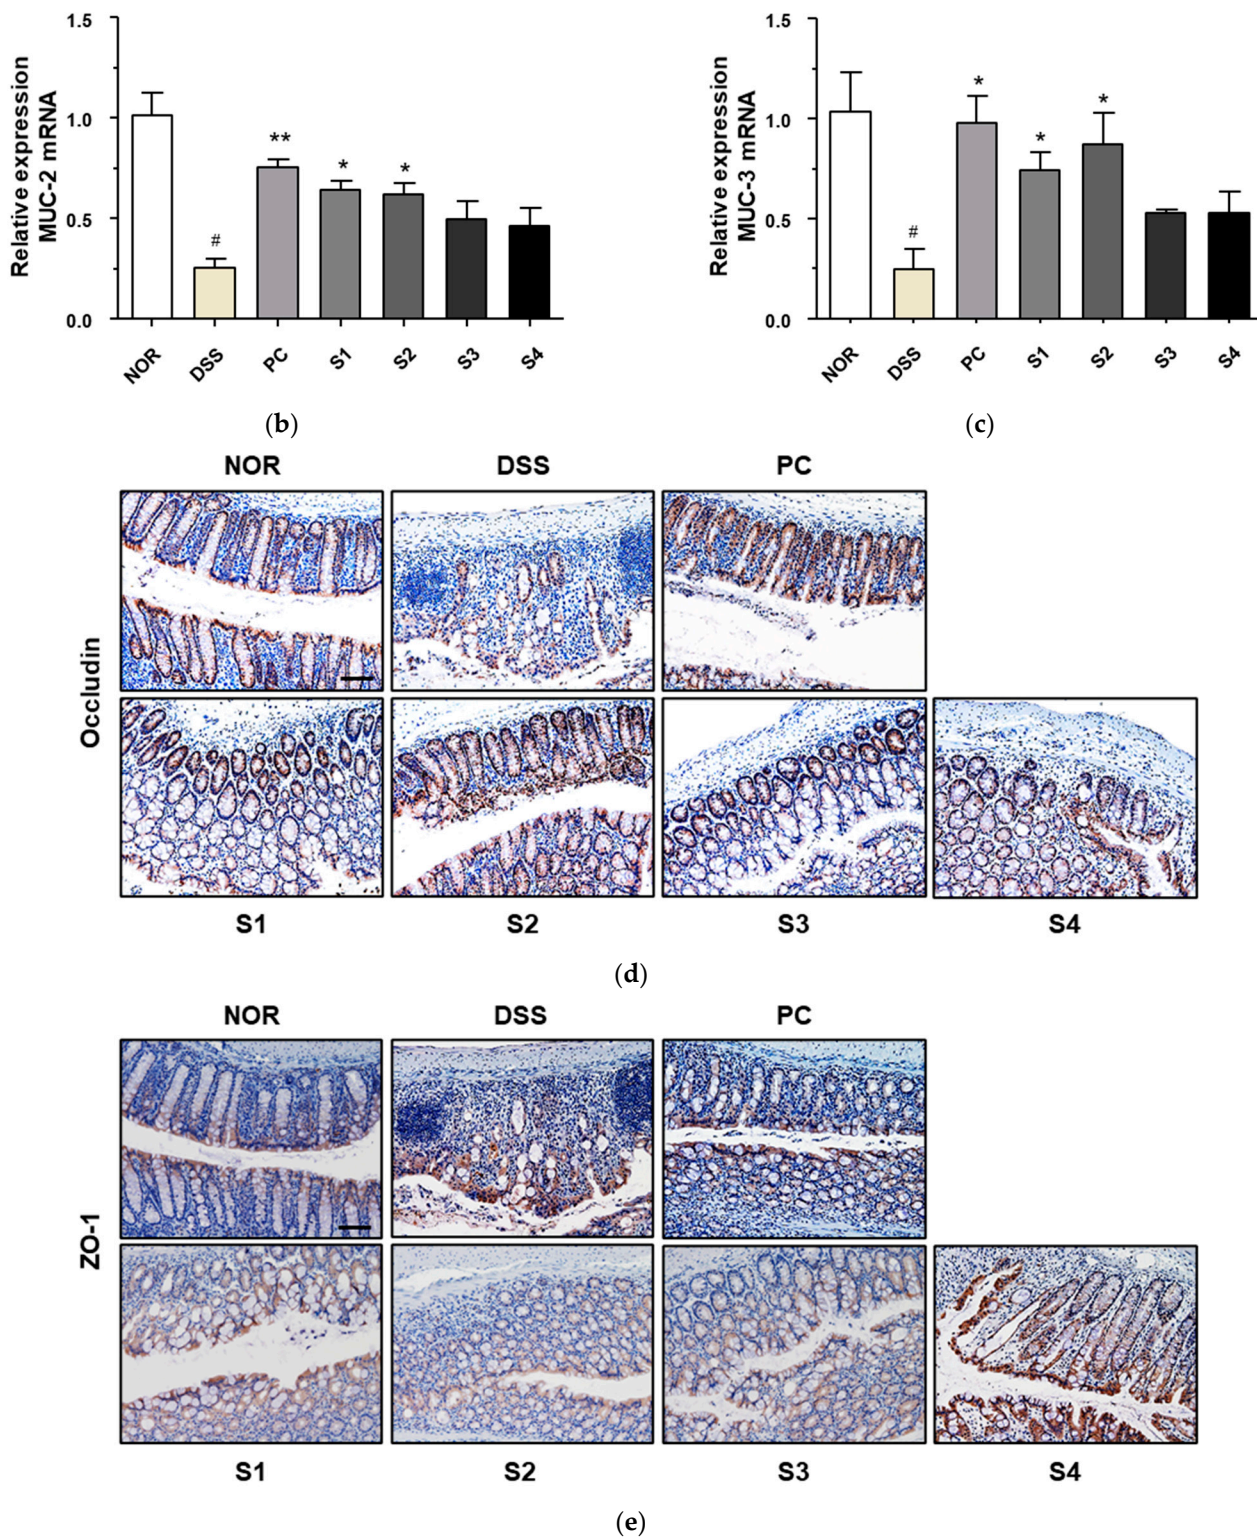 Relative expression
MUC-2 mRNA
1.5
1.0
0.5
0.0
#
**
*
*
NOR
DSS
PC
S1
S2
S3
S4
(b)
Relative expression
MUC-3 mRNA
1.5
1.0
0.5
0.0
#
*
*
*
NOR
DSS
PC
S1
S2
S3
S4
(c)
NOR DSS PC
Occludin
S1 S2 S3 S4
(d)
NOR DSS PC
ZO-1
S1 S2 S3 S4
(e)